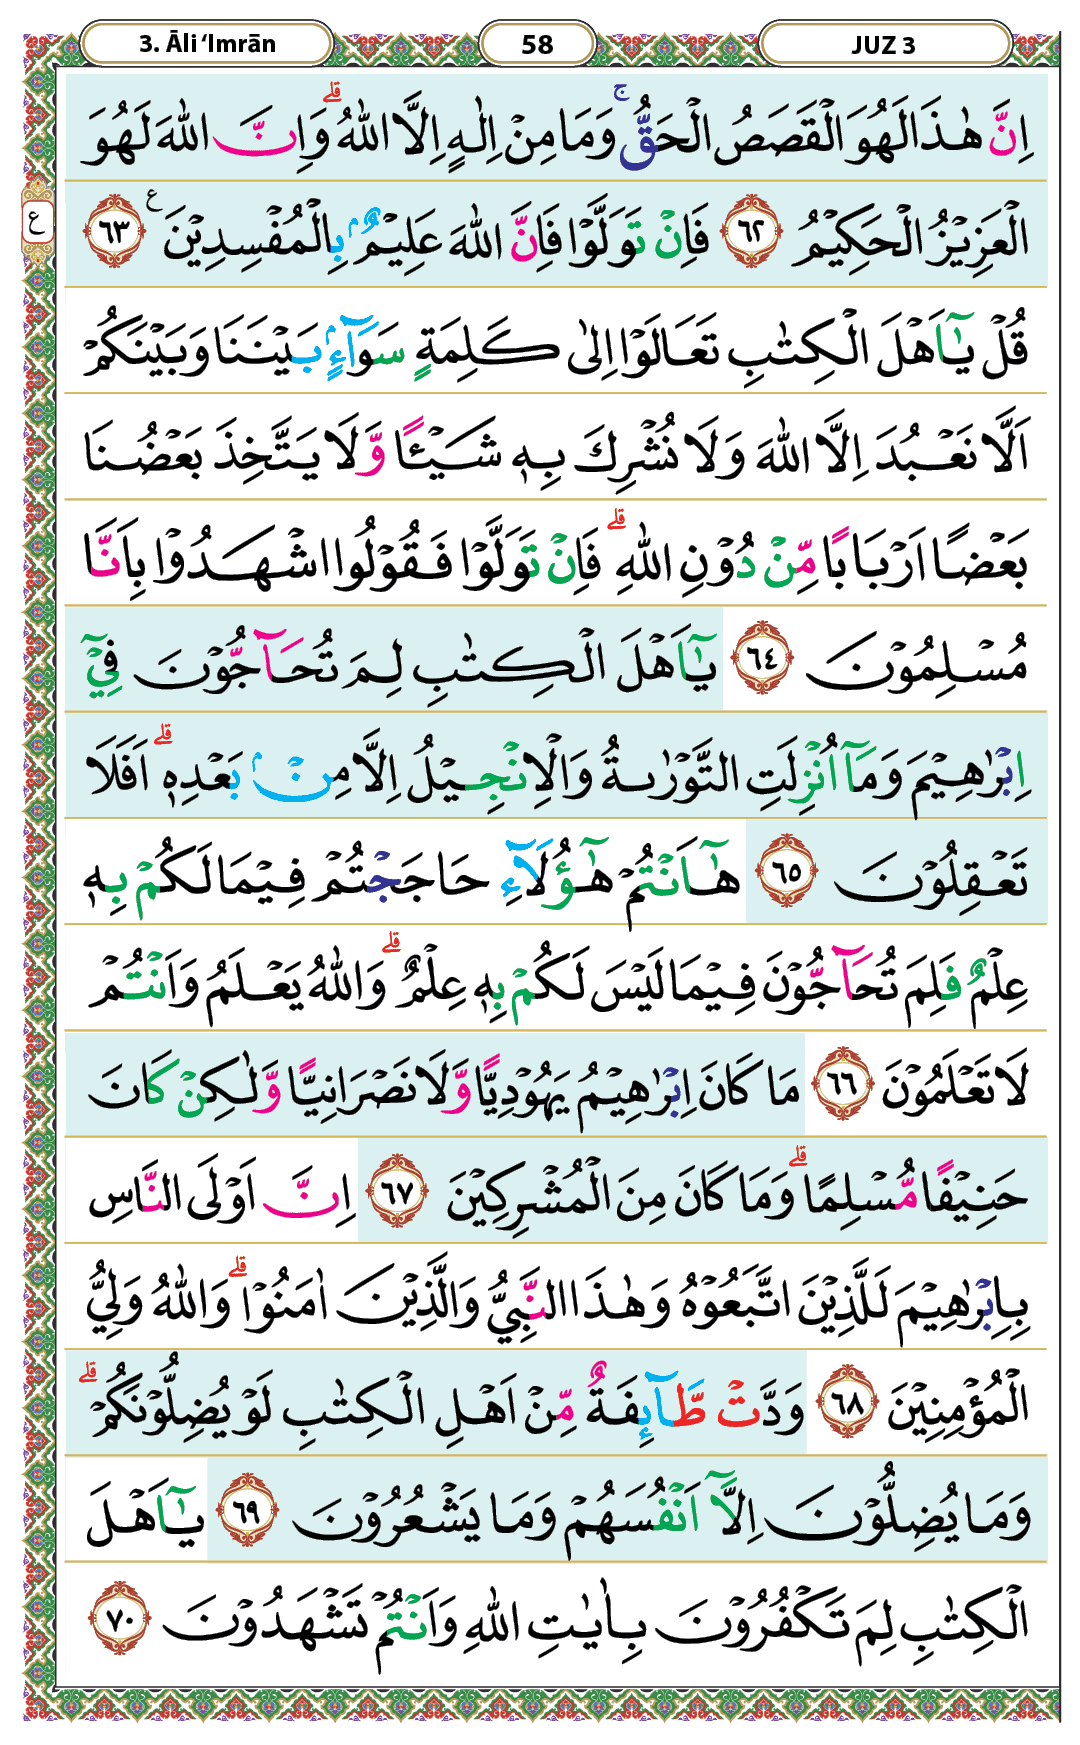 3. Āli ‘Imrān 58 JUZ 3
اِنَّ هٰذَا لَهُوَ الْقَصَصُ الْحَقُّ ۚ وَمَا مِنْ اِلٰهٍ اِلَّا اللّٰهُ ؕ وَاِنَّ اللّٰهَ لَهُوَ
ع
الْعَزِيْزُ الْحَكِيْمُ ﴿٦٢﴾ فَاِنْ تَوَلَّوْا فَاِنَّ اللّٰهَ عَلِيْمٌۢ بِالْمُفْسِدِيْنَ ع ﴿٦٣﴾
قُلْ يٰٓاَهْلَ الْكِتٰبِ تَعَالَوْا اِلٰى كَلِمَةٍ سَوَآءٍۢ بَيْنَنَا وَبَيْنَكُمْ
اَلَّا نَعْبُدَ اِلَّا اللّٰهَ وَلَا نُشْرِكَ بِهٖ شَيْـًٔا وَّلَا يَتَّخِذَ بَعْضُنَا
بَعْضًا اَرْبَابًا مِّنْ دُوْنِ اللّٰهِ ۗ فَاِنْ تَوَلَّوْا فَقُوْلُوا اشْهَدُوْا بِاَنَّا
مُسْلِمُوْنَ ﴿٦٤﴾ يٰٓاَهْلَ الْكِتٰبِ لِمَ تُحَآجُّوْنَ فِيْٓ
اِبْرٰهِيْمَ وَمَآ اُنْزِلَتِ التَّوْرٰىةُ وَالْاِنْجِيْلُ اِلَّا مِنْۢ بَعْدِهٖ ۗ اَفَلَا
تَعْقِلُوْنَ ﴿٦٥﴾ هٰٓاَنْتُمْ هٰٓؤُلَآءِ حَاجَجْتُمْ فِيْمَا لَكُمْ بِهٖ
عِلْمٌ فَلِمَ تُحَآجُّوْنَ فِيْمَا لَيْسَ لَكُمْ بِهٖ عِلْمٌ ۗ وَاللّٰهُ يَعْلَمُ وَاَنْتُمْ
لَا تَعْلَمُوْنَ ﴿٦٦﴾ مَا كَانَ اِبْرٰهِيْمُ يَهُوْدِيًّا وَّلَا نَصْرَانِيًّا وَّلٰكِنْ كَانَ
حَنِيْفًا مُّسْلِمًا ۗ وَمَا كَانَ مِنَ الْمُشْرِكِيْنَ ﴿٦٧﴾ اِنَّ اَوْلَى النَّاسِ
بِاِبْرٰهِيْمَ لَلَّذِيْنَ اتَّبَعُوْهُ وَهٰذَا النَّبِيُّ وَالَّذِيْنَ اٰمَنُوْا ۗ وَاللّٰهُ وَلِيُّ
الْمُؤْمِنِيْنَ ﴿٦٨﴾ وَدَّتْ طَّآىِٕفَةٌ مِّنْ اَهْلِ الْكِتٰبِ لَوْ يُضِلُّوْنَكُمْ ۗ
وَمَا يُضِلُّوْنَ اِلَّآ اَنْفُسَهُمْ وَمَا يَشْعُرُوْنَ ﴿٦٩﴾ يٰٓاَهْلَ
الْكِتٰبِ لِمَ تَكْفُرُوْنَ بِاٰيٰتِ اللّٰهِ وَاَنْتُمْ تَشْهَدُوْنَ ﴿٧٠﴾